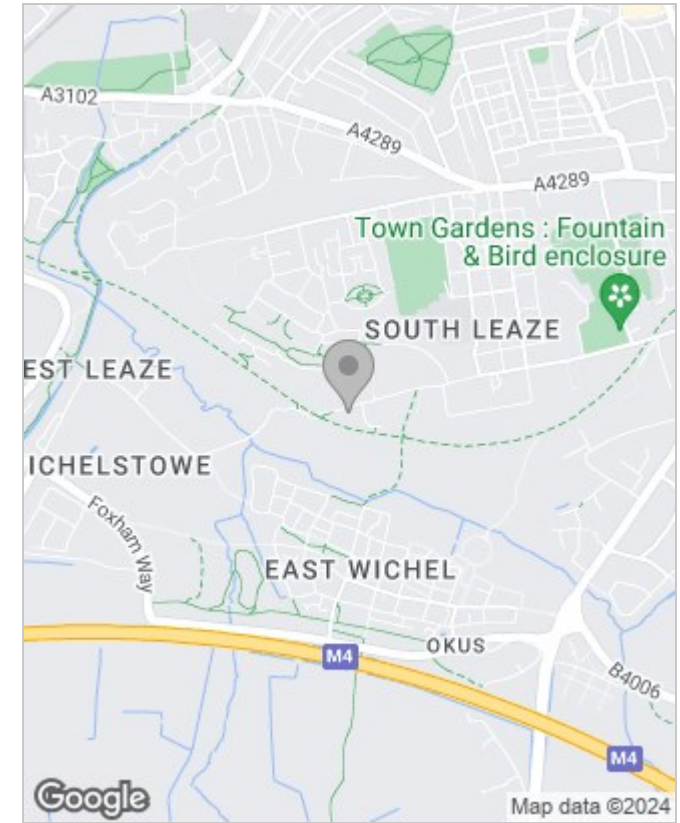 A3102
A4289
A4289
Town Gardens : Fountain
& Bird enclosure
SOUTH LEAZE
EST LEAZE
ICHELSTOWE
Foxham Way
EAST WICHEL
OKUS
M4
B4006
M4
Google
Map data ©2024